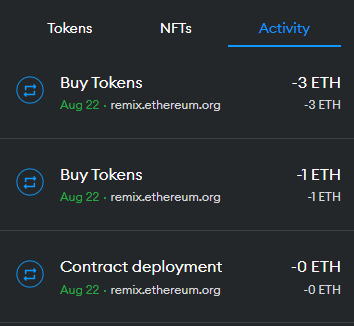 Tokens NFTs Activity
Buy Tokens -3 ETH
Aug 22 · remix.ethereum.org -3 ETH
Buy Tokens -1 ETH
Aug 22 · remix.ethereum.org -1 ETH
Contract deployment -0 ETH
Aug 22 · remix.ethereum.org -0 ETH